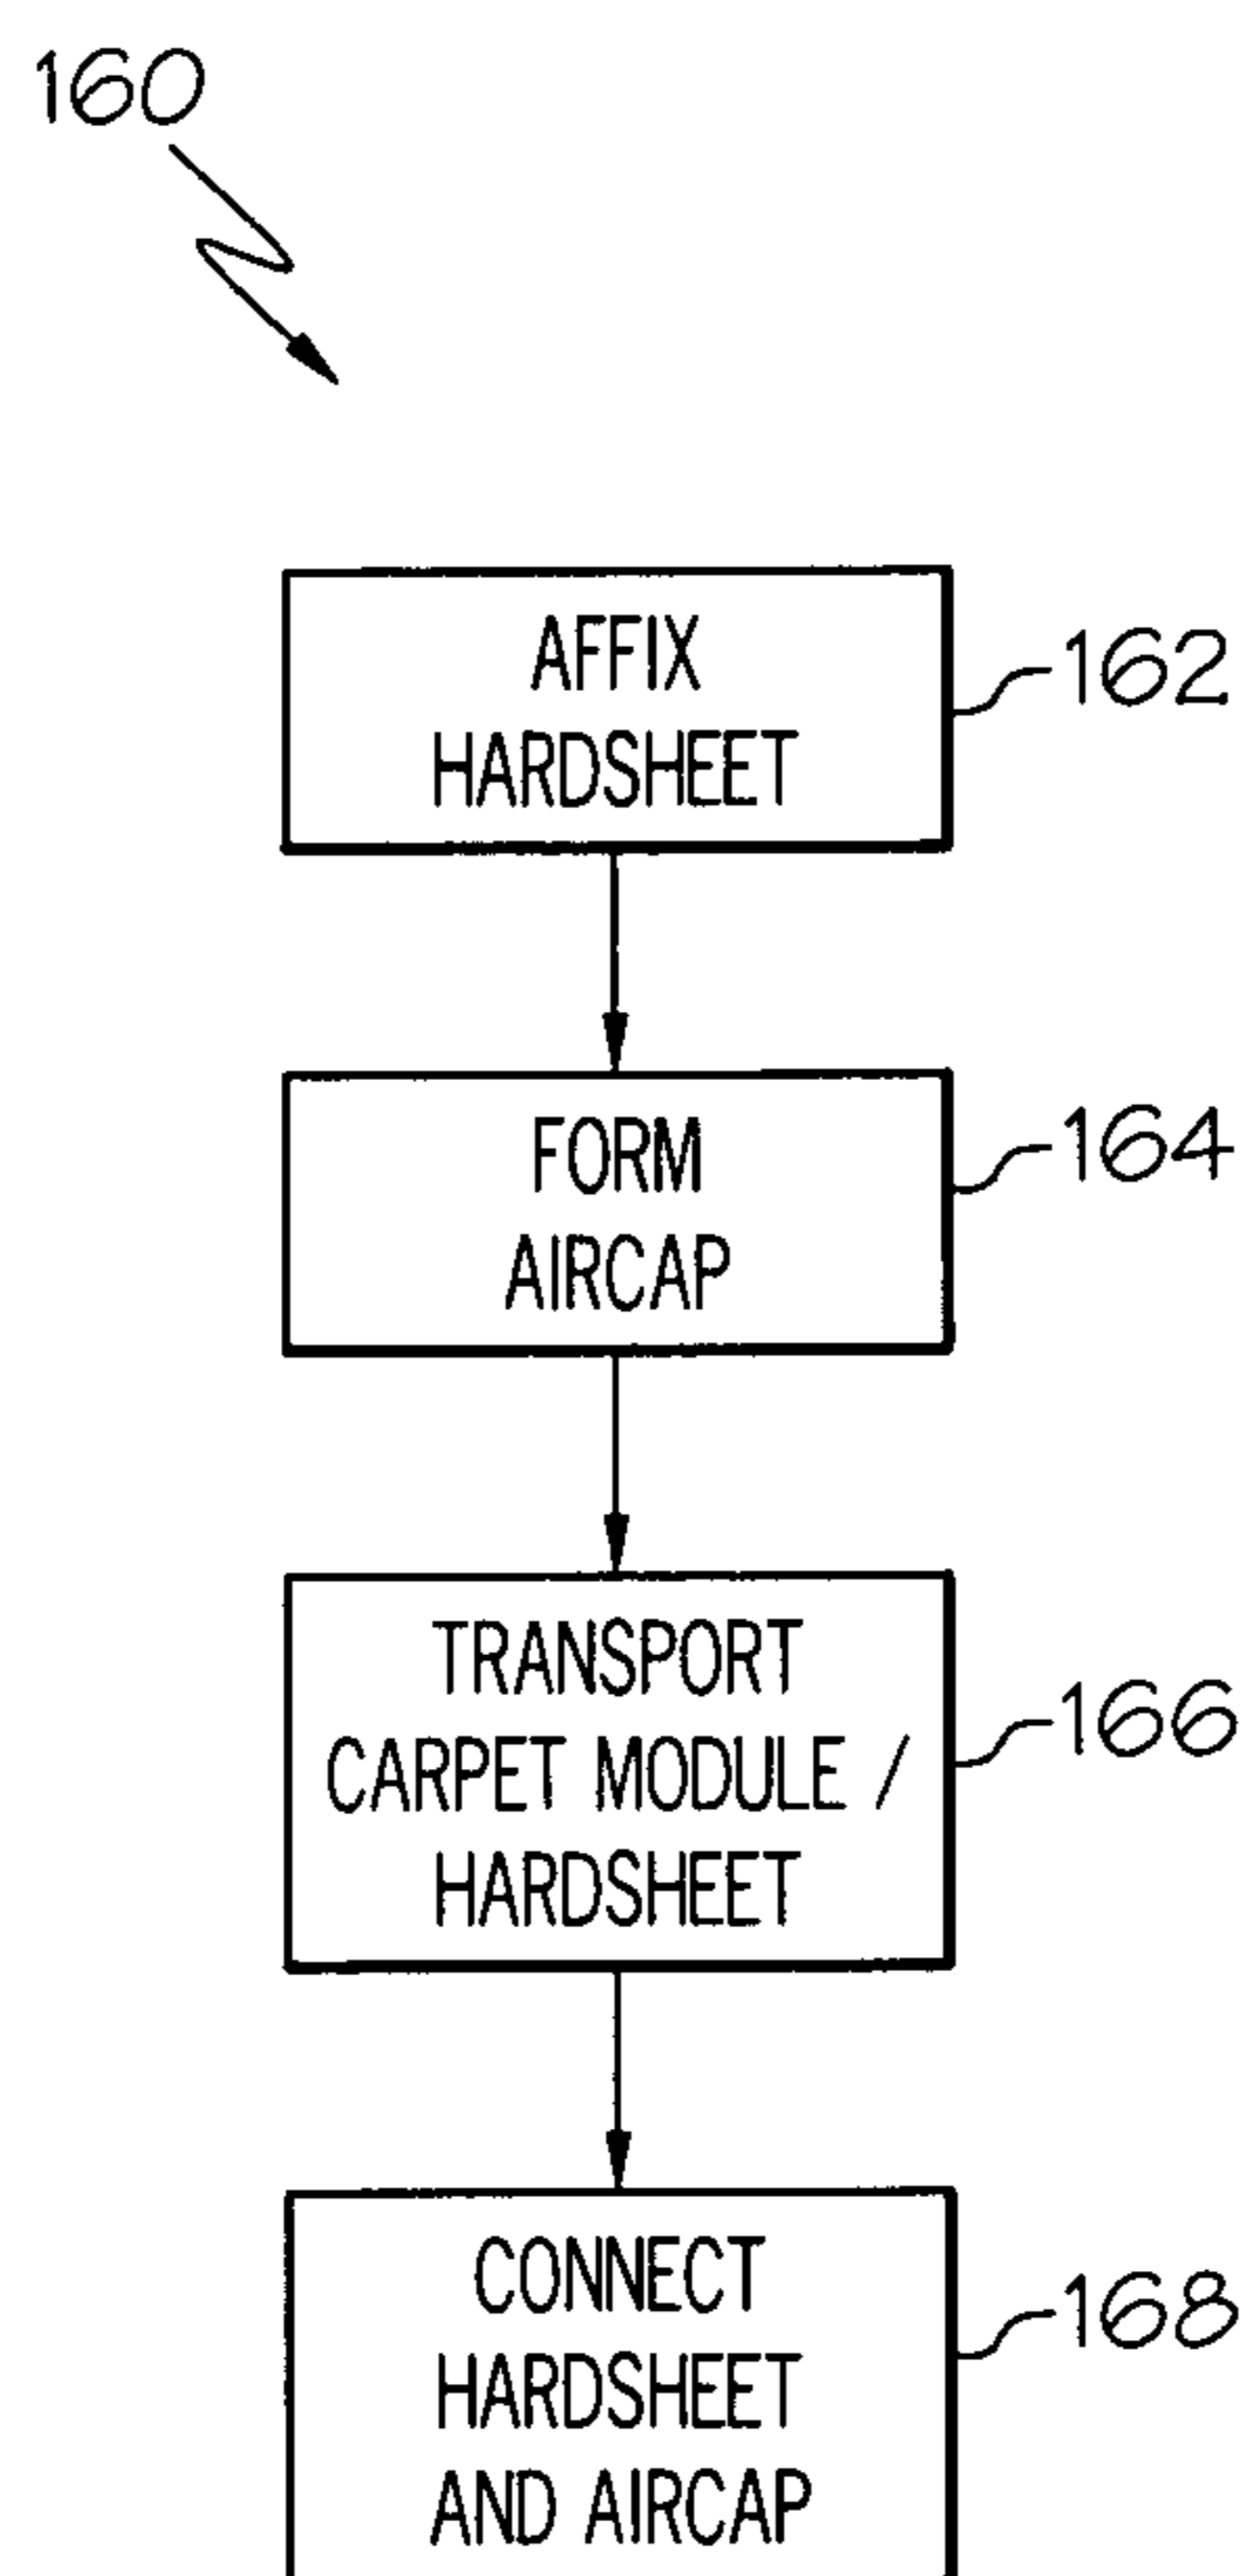 160
AFFIX
HARDSHEET
162
FORM
AIRCAP
164
TRANSPORT
CARPET MODULE /
HARDSHEET
166
CONNECT
HARDSHEET
AND AIRCAP
168